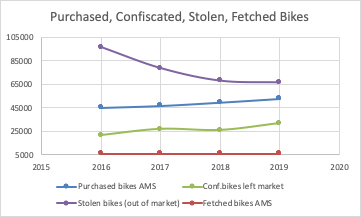 Purchased, Confiscated, Stolen, Fetched Bikes
105000
85000
65000
45000
25000
5000
2015 2016 2017 2018 2019 2020
Purchased bikes AMS Conf.bikes left market
Stolen bikes (out of market) Fetched bikes AMS